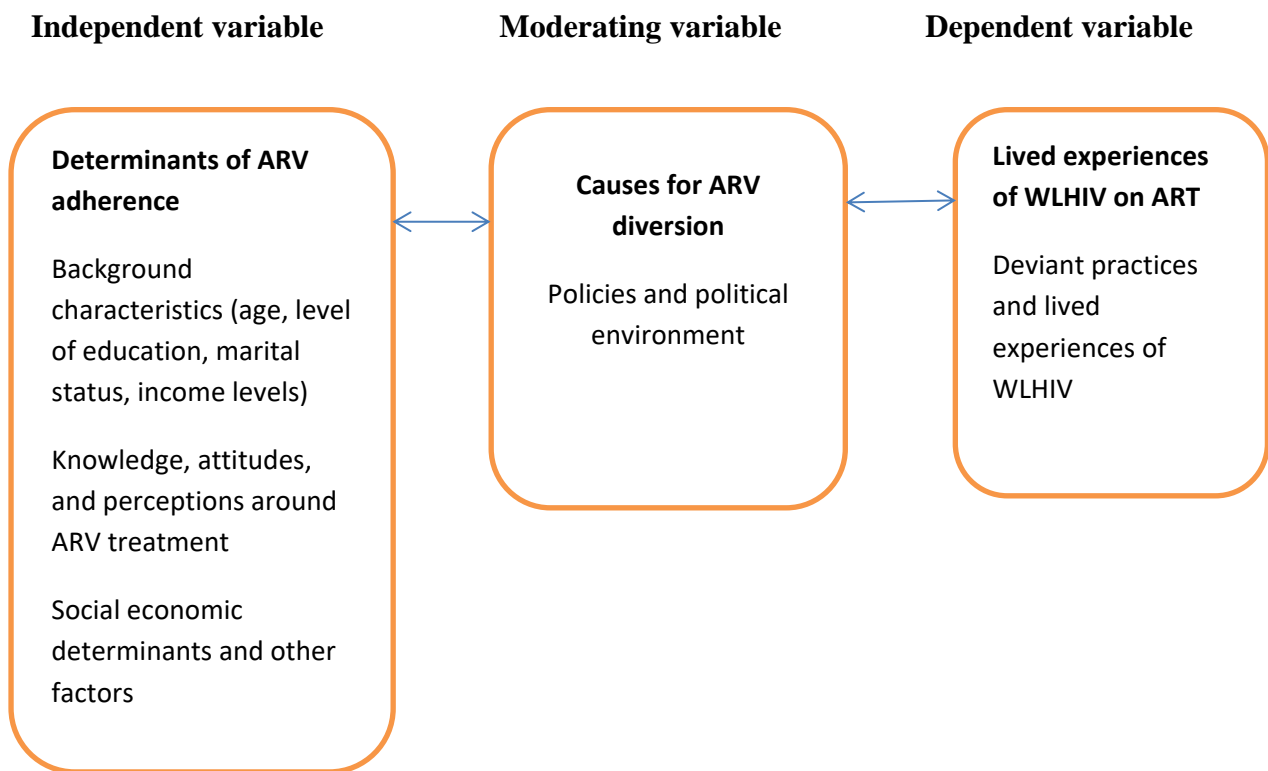 Independent variable
Moderating variable
Dependent variable
Determinants of ARV
adherence
Background
characteristics (age, level
of education, marital
status, income levels)
Knowledge, attitudes,
and perceptions around
ARV treatment
Social economic
determinants and other
factors
Causes for ARV
diversion
Policies and political
environment
Lived experiences
of WLHIV on ART
Deviant practices
and lived
experiences of
WLHIV